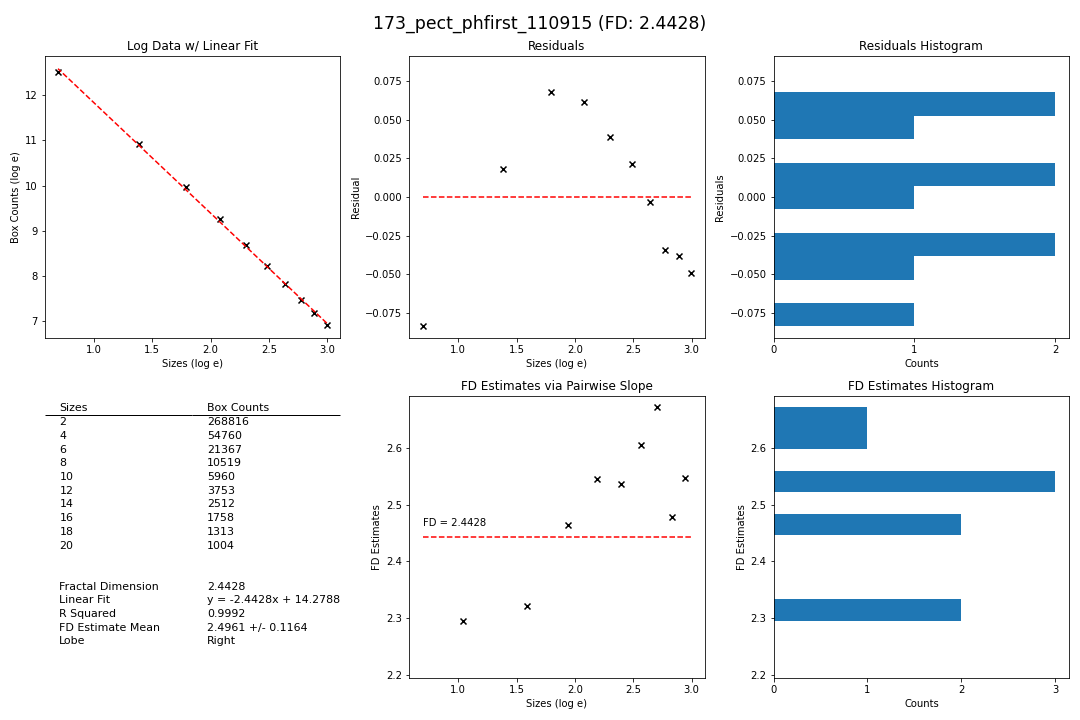 173_pect_phfirst_110915 (FD: 2.4428)
Log Data w/ Linear Fit
Box Counts (log e)
12
11
10
9
8
7
1.0 1.5 2.0 2.5 3.0
Sizes (log e)
Residuals
Residual
0.075
0.050
0.025
0.000
−0.025
−0.050
−0.075
1.0 1.5 2.0 2.5 3.0
Sizes (log e)
Residuals Histogram
Residuals
0.075
0.050
0.025
0.000
−0.025
−0.050
−0.075
0 1 2
Counts
Sizes Box Counts
2 268816
4 54760
6 21367
8 10519
10 5960
12 3753
14 2512
16 1758
18 1313
20 1004
Fractal Dimension 2.4428
Linear Fit y = -2.4428x + 14.2788
R Squared 0.9992
FD Estimate Mean 2.4961 +/- 0.1164
Lobe Right
FD Estimates via Pairwise Slope
FD Estimates
2.6
2.5
2.4
2.3
2.2
FD = 2.4428
1.0 1.5 2.0 2.5 3.0
Sizes (log e)
FD Estimates Histogram
FD Estimates
2.6
2.5
2.4
2.3
2.2
0 1 2 3
Counts